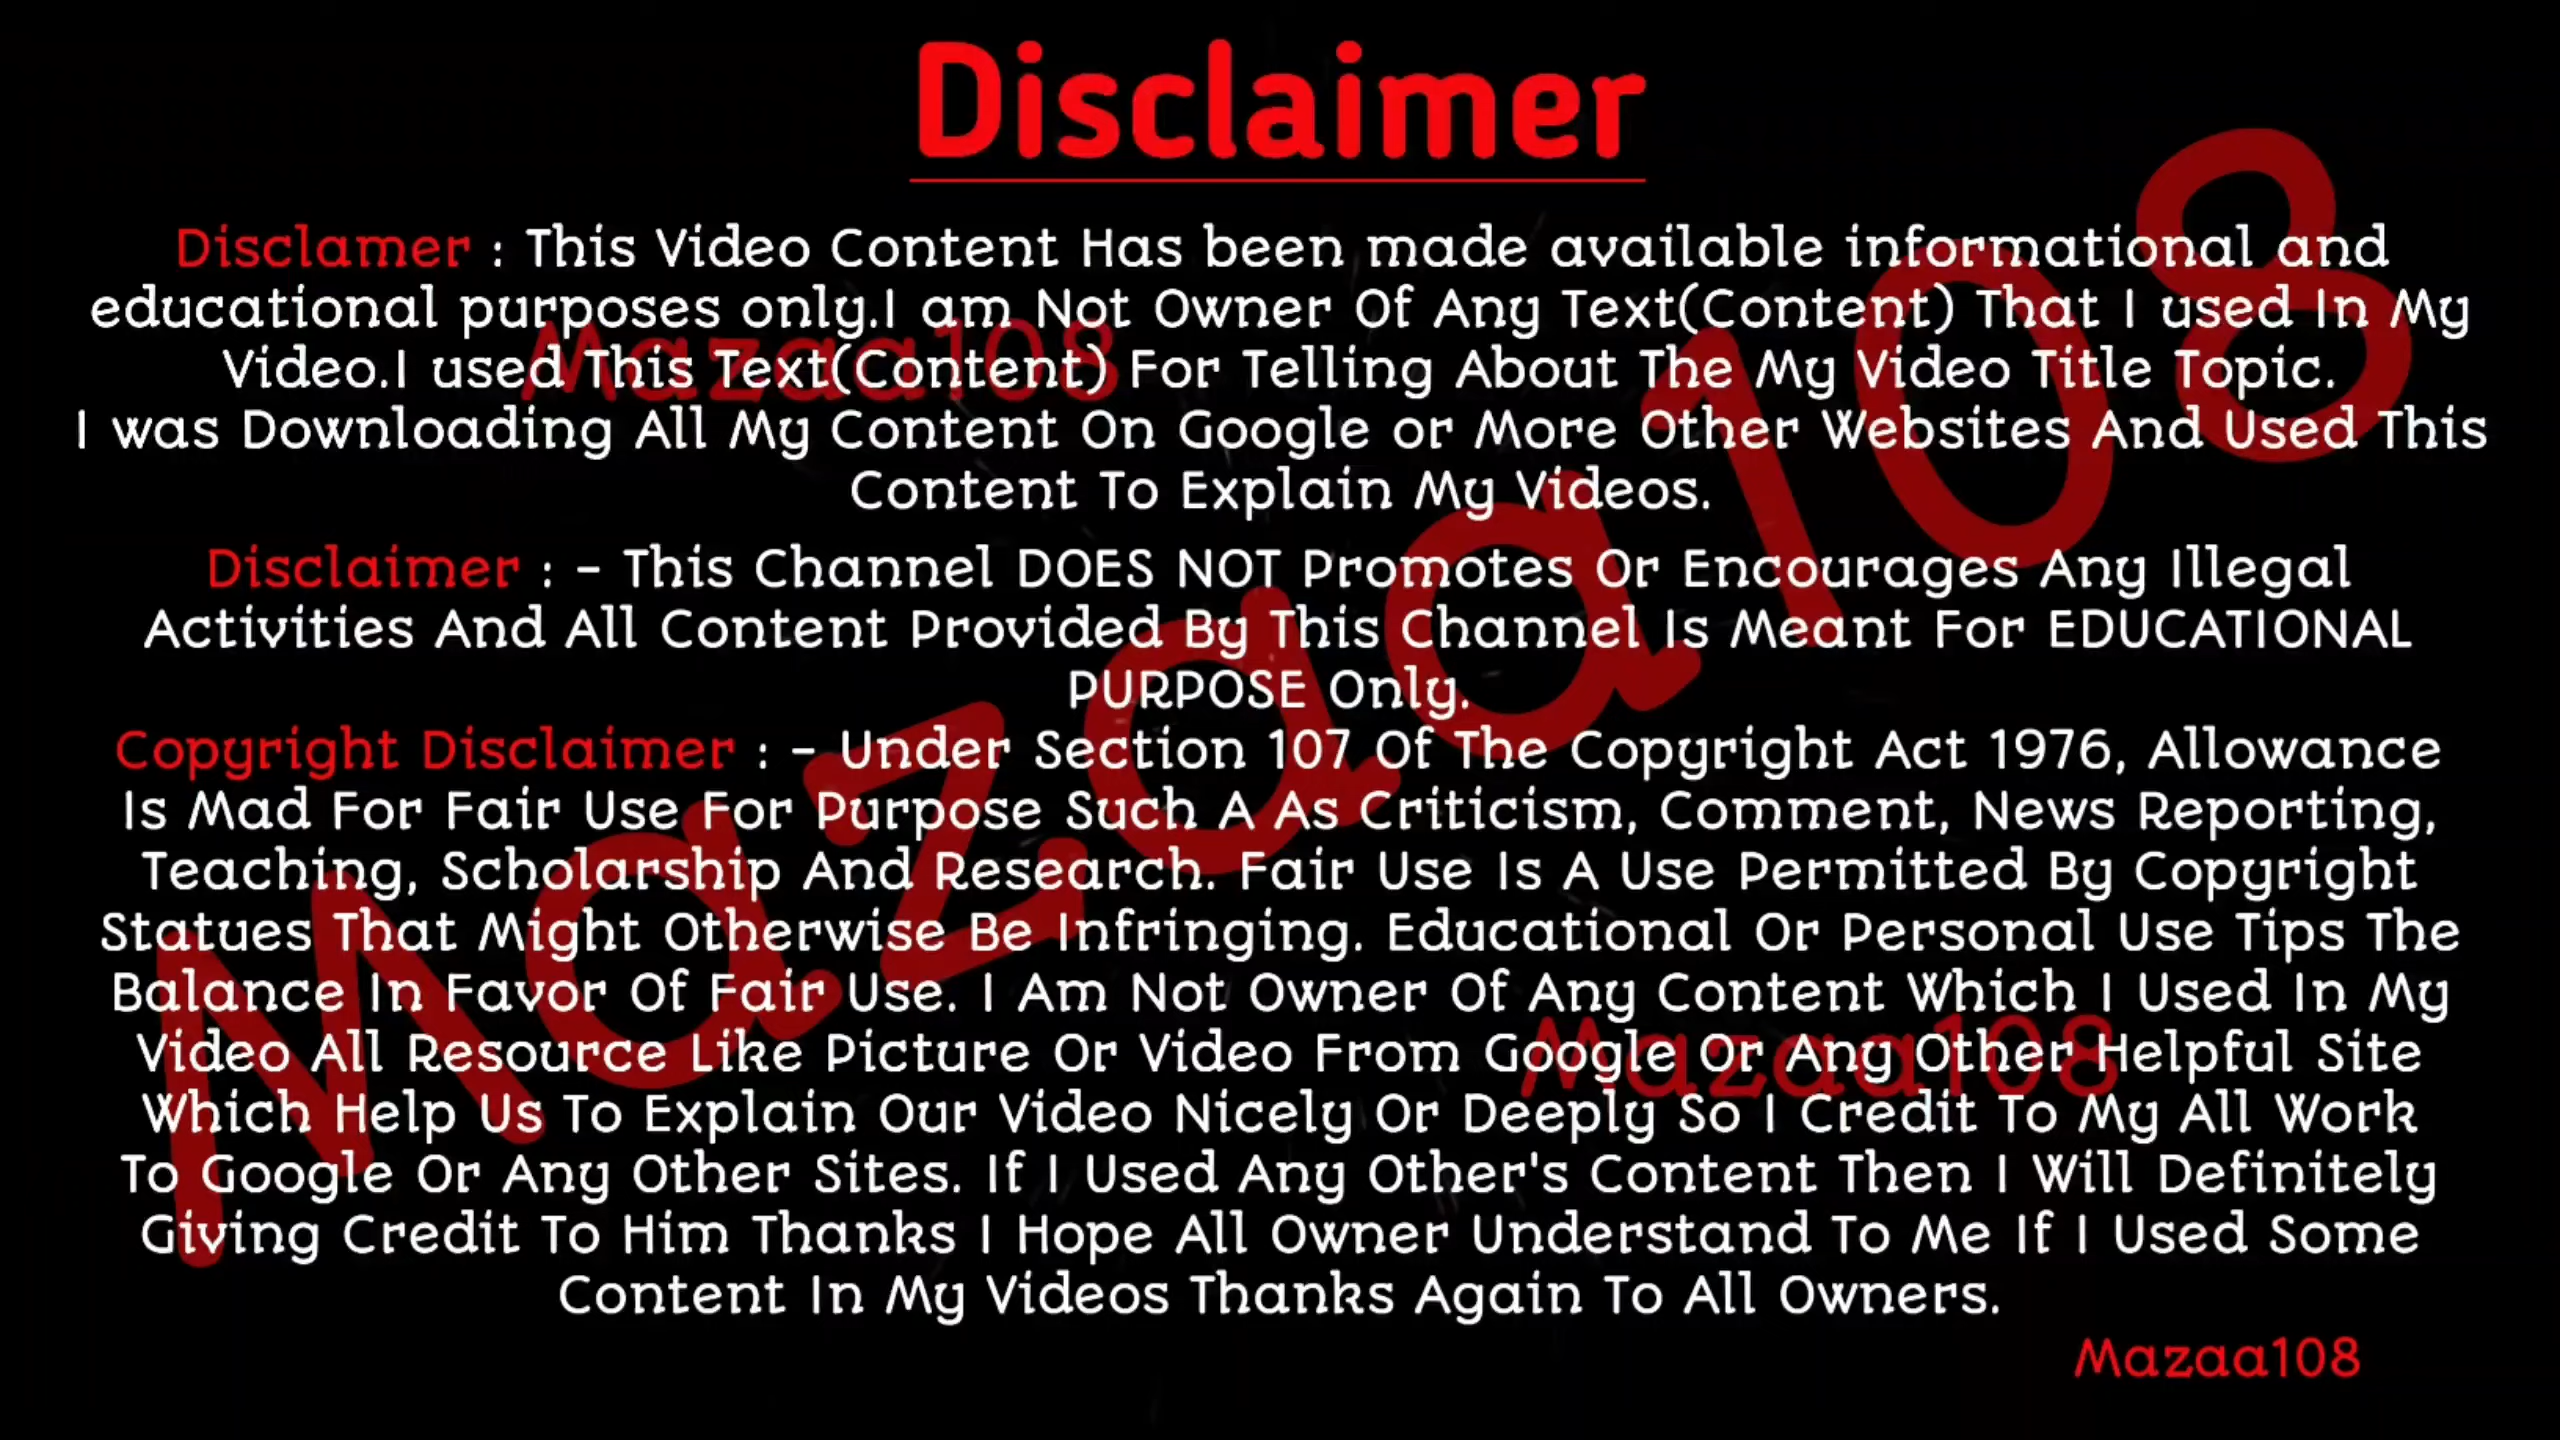 Disclaimer
Disclamer : This Video Content Has been made available informational and
educational purposes only.I am Not Owner Of Any Text(Content) That I used In My
Video.I used This Text(Content) For Telling About The My Video Title Topic.
I was Downloading All My Content On Google or More Other Websites And Used This
Content To Explain My Videos.
Disclaimer : - This Channel DOES NOT Promotes Or Encourages Any Illegal
Activities And All Content Provided By This Channel Is Meant For EDUCATIONAL
PURPOSE Only.
Copyright Disclaimer : - Under Section 107 Of The Copyright Act 1976, Allowance
Is Mad For Fair Use For Purpose Such A As Criticism, Comment, News Reporting,
Teaching, Scholarship And Research. Fair Use Is A Use Permitted By Copyright
Statues That Might Otherwise Be Infringing. Educational Or Personal Use Tips The
Balance In Favor Of Fair Use. I Am Not Owner Of Any Content Which I Used In My
Video All Resource Like Picture Or Video From Google Or Any Other Helpful Site
Which Help Us To Explain Our Video Nicely Or Deeply So I Credit To My All Work
To Google Or Any Other Sites. If I Used Any Other's Content Then I Will Definitely
Giving Credit To Him Thanks I Hope All Owner Understand To Me If I Used Some
Content In My Videos Thanks Again To All Owners.
Mazaa108
Mazaa108
Mazaa108
Mazaa108